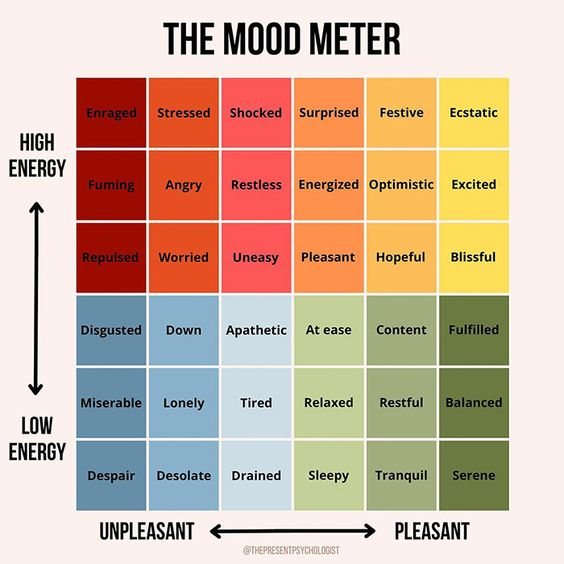 THE MOOD METER
Enraged Stressed Shocked Surprised Festive Ecstatic
HIGH
ENERGY
Fuming Angry Restless Energized Optimistic Excited
Repulsed Worried Uneasy Pleasant Hopeful Blissful
Disgusted Down Apathetic At ease Content Fulfilled
Miserable Lonely Tired Relaxed Restful Balanced
LOW
ENERGY
Despair Desolate Drained Sleepy Tranquil Serene
UNPLEASANT PLEASANT
@THEPRESENTPSYCHOLOGIST